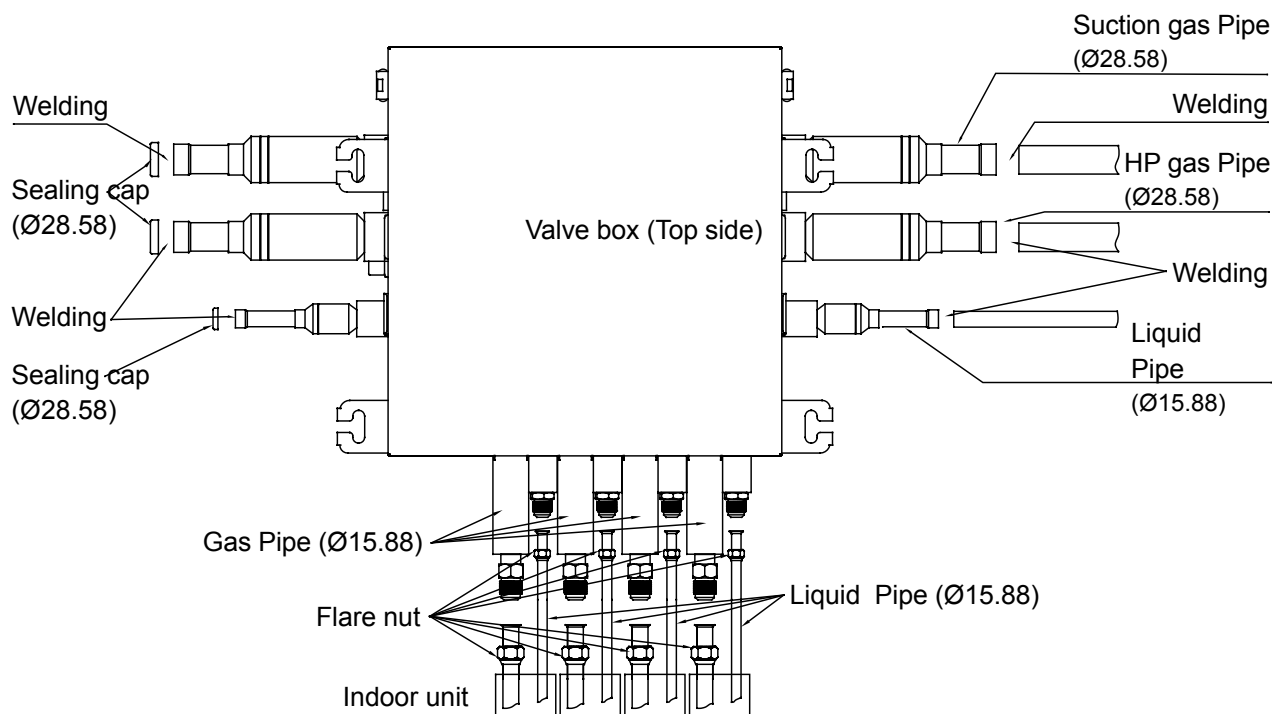 Suction gas Pipe
(Ø28.58)
Welding
Welding
HP gas Pipe
(Ø28.58)
Sealing cap
(Ø28.58)
Valve box (Top side)
Welding
Welding
Liquid
Pipe
(Ø15.88)
Sealing cap
(Ø28.58)
Gas Pipe (Ø15.88)
Liquid  Pipe (Ø15.88)
Flare nut
Indoor unit